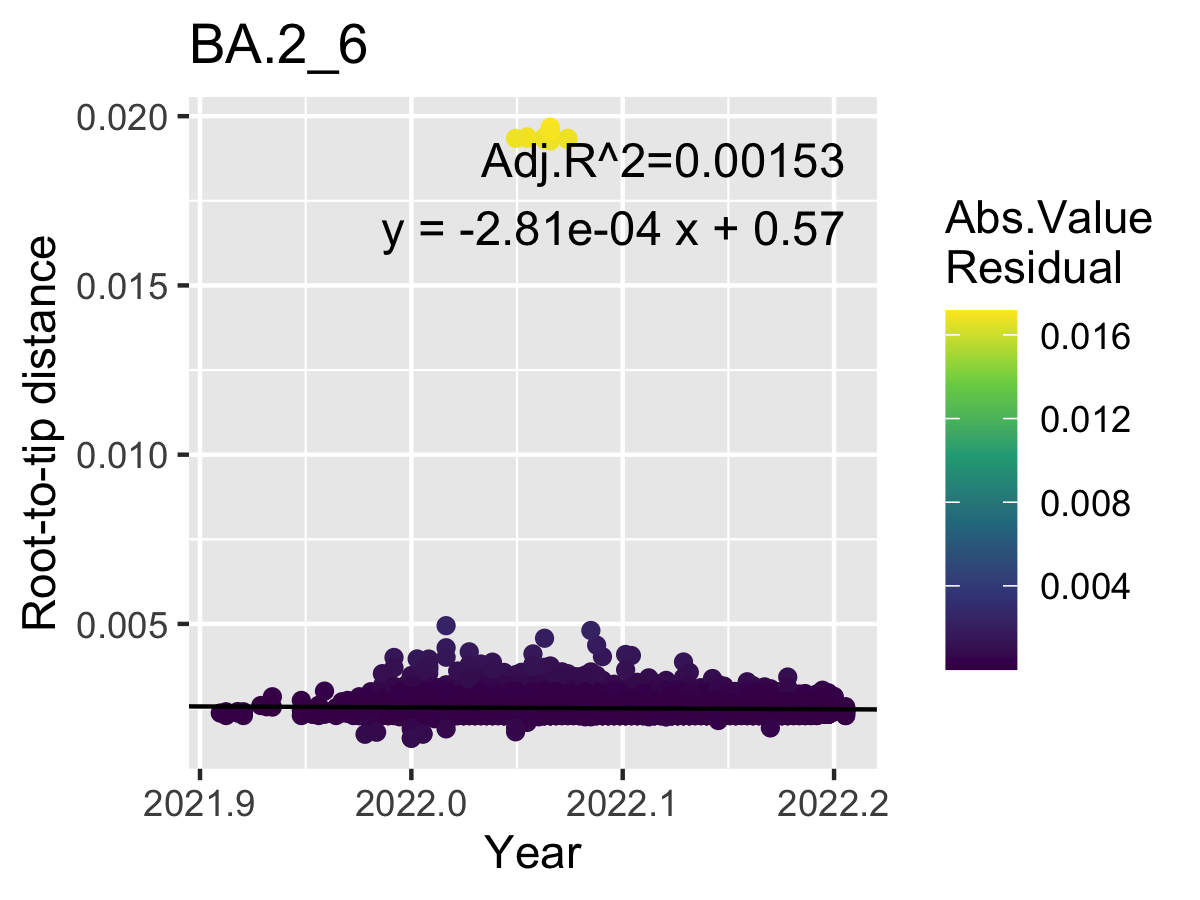 BA.2_6
0.020
0.015
0.010
0.005
Root-to-tip distance
Adj.R^2=0.00153
y = -2.81e-04 x + 0.57
2021.9 2022.0 2022.1 2022.2
Year
Abs.Value
Residual
0.016
0.012
0.008
0.004